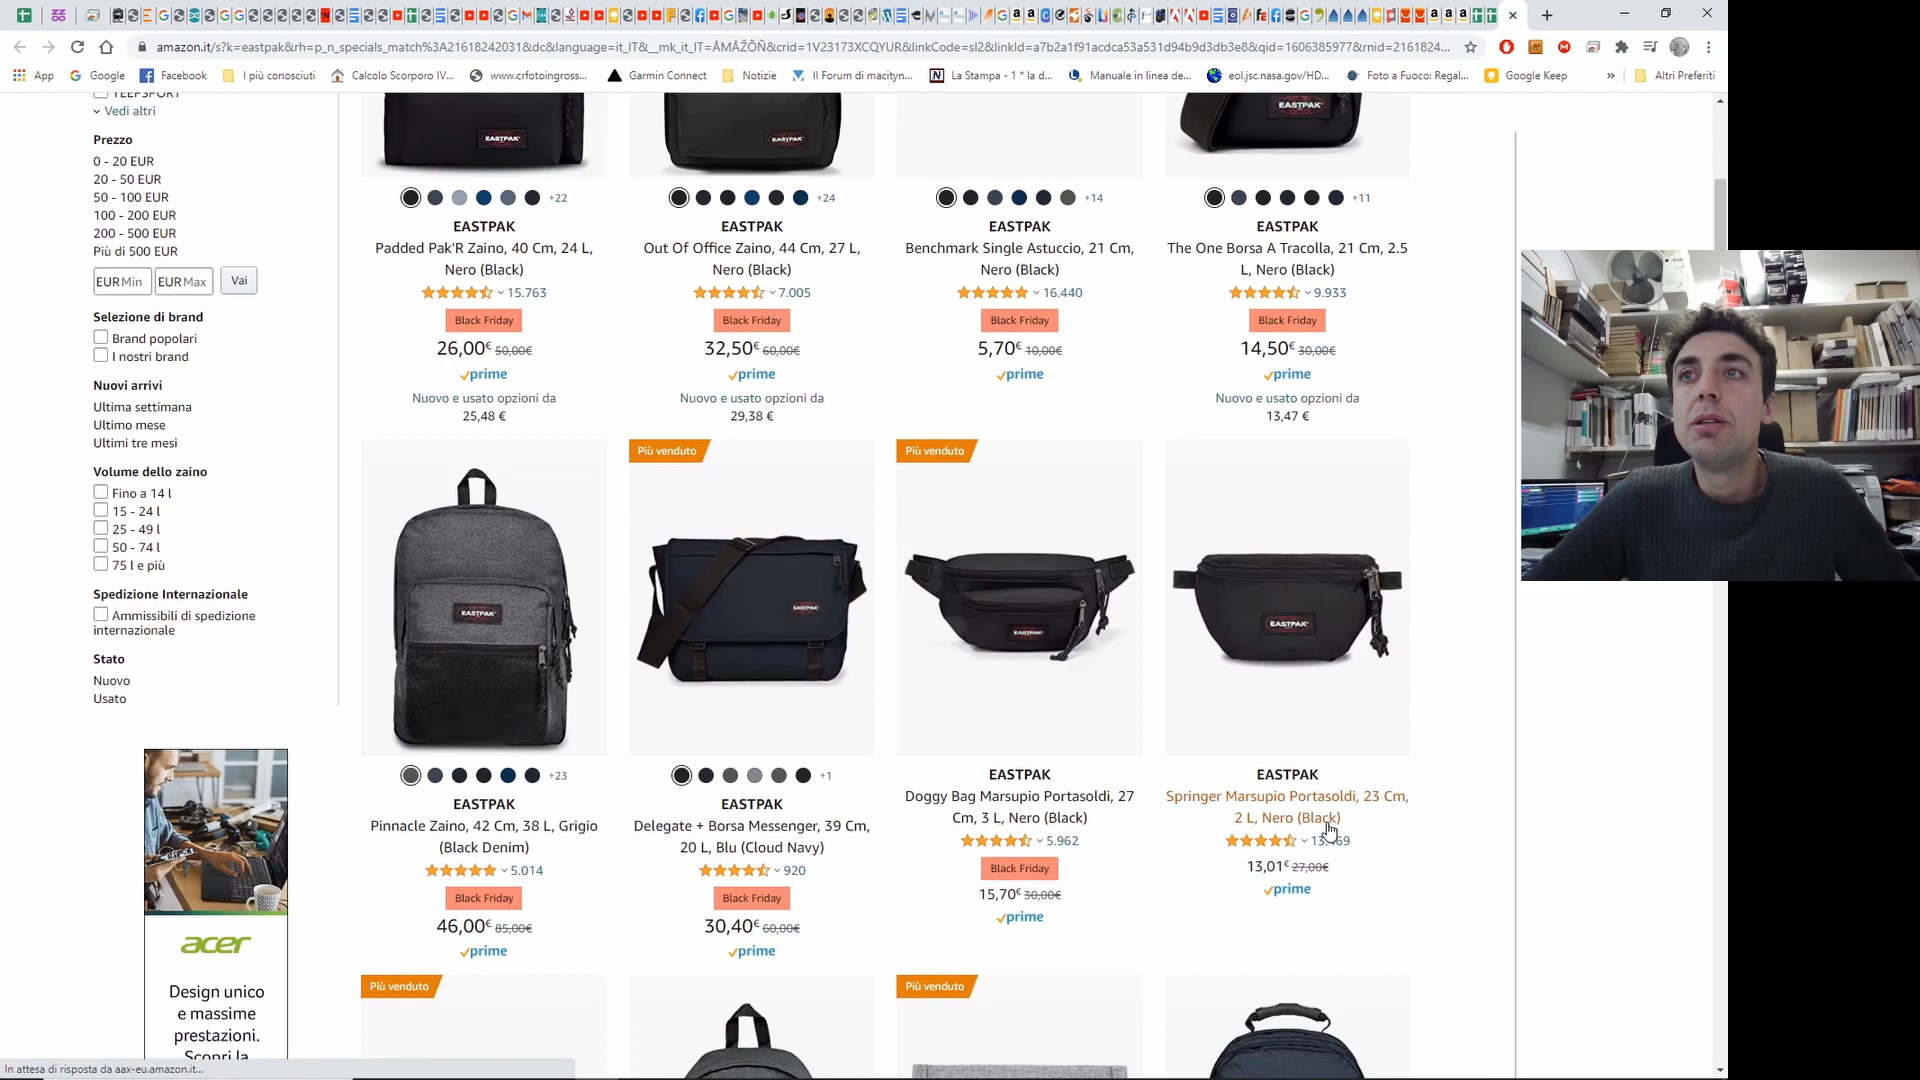 amazon.it/s?k=eastpak&rh=p_n_specials_match%3A21618242031&dc&language=it_IT&__mk_it_IT=ÅMÅŽÕÑ&crid=1V23173XCQYUR&linkCode=sl2&linkId=a7b2a1f91acdca53a531d94b9d3db3e8&qid=1606385977&rnid=2161824...
App Google Facebook I più conosciuti Calcolo Scorporo IV... www.crfotoingross... Garmin Connect Notizie Il Forum di macityn... La Stampa - 1 * la d... Manuale in linea de... eol.jsc.nasa.gov/HD... Foto a Fuoco: Regal... Google Keep » Altri Preferiti
YEEPSPORT
Vedi altri
Prezzo
0 - 20 EUR
20 - 50 EUR
50 - 100 EUR
100 - 200 EUR
200 - 500 EUR
Più di 500 EUR
EUR Min EUR Max Vai
Selezione di brand
Brand popolari
I nostri brand
Nuovi arrivi
Ultima settimana
Ultimo mese
Ultimi tre mesi
Volume dello zaino
Fino a 14 l
15 - 24 l
25 - 49 l
50 - 74 l
75 l e più
Spedizione Internazionale
Ammissibili di spedizione
internazionale
Stato
Nuovo
Usato
acer
Design unico
e massime
prestazioni.
Scopri la
EASTPAK
+22
EASTPAK
Padded Pak'R Zaino, 40 Cm, 24 L,
Nero (Black)
15.763
Black Friday
26,00€ 50,00€
prime
Nuovo e usato opzioni da
25,48 €
EASTPAK
+24
EASTPAK
Out Of Office Zaino, 44 Cm, 27 L,
Nero (Black)
7.005
Black Friday
32,50€ 60,00€
prime
Nuovo e usato opzioni da
29,38 €
+14
EASTPAK
Benchmark Single Astuccio, 21 Cm,
Nero (Black)
16.440
Black Friday
5,70€ 10,00€
prime
EASTPAK
+11
EASTPAK
The One Borsa A Tracolla, 21 Cm, 2.5
L, Nero (Black)
9.933
Black Friday
14,50€ 30,00€
prime
Nuovo e usato opzioni da
13,47 €
EASTPAK
+23
EASTPAK
Pinnacle Zaino, 42 Cm, 38 L, Grigio
(Black Denim)
5.014
Black Friday
46,00€ 85,00€
prime
Più venduto
EASTPAK
+1
EASTPAK
Delegate + Borsa Messenger, 39 Cm,
20 L, Blu (Cloud Navy)
920
Black Friday
30,40€ 60,00€
prime
Più venduto
EASTPAK
EASTPAK
Doggy Bag Marsupio Portasoldi, 27
Cm, 3 L, Nero (Black)
5.962
Black Friday
15,70€ 30,00€
prime
EASTPAK
EASTPAK
Springer Marsupio Portasoldi, 23 Cm,
2 L, Nero (Black)
13,01€ 27,00€
prime
Più venduto
Più venduto
In attesa di risposta da aax-eu.amazon.it...